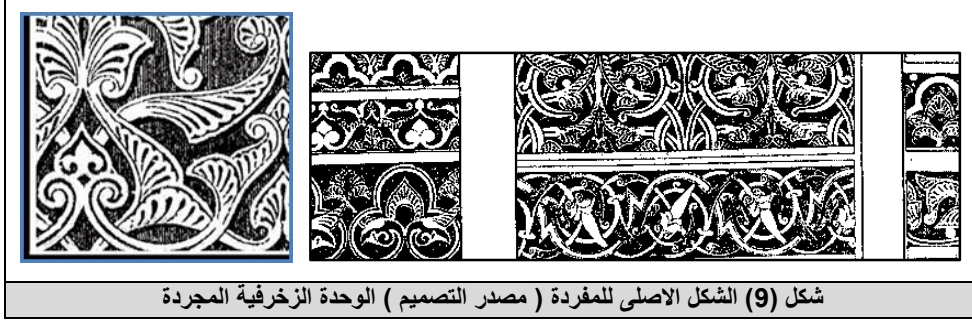 شكل (9) الشكل الاصلى للمفردة ( مصدر التصميم ) الوحدة الزخرفية المجردة